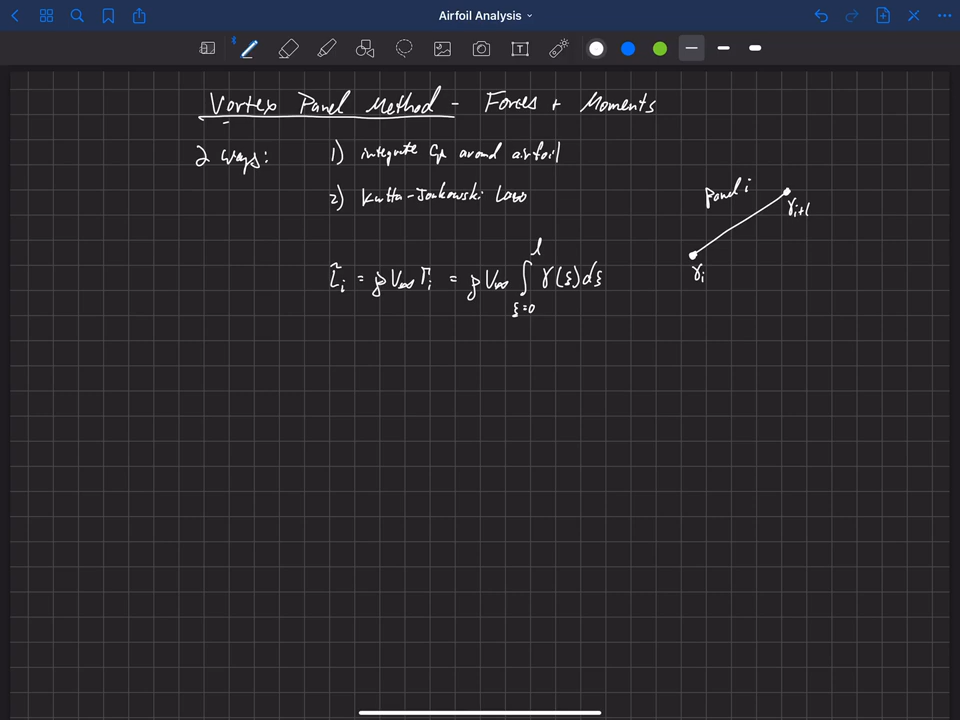 Airfoil Analysis
Vortex Panel Method - Forces + Moments
2 ways: 1) integrate Cp around airfoil
2) Kutta-Joukowski Law
panel i
γᵢ₊₁
γᵢ
L̃ᵢ = ρV∞Γᵢ = ρV∞ ∫_{ξ=0}^{l} γ(ξ)dξ